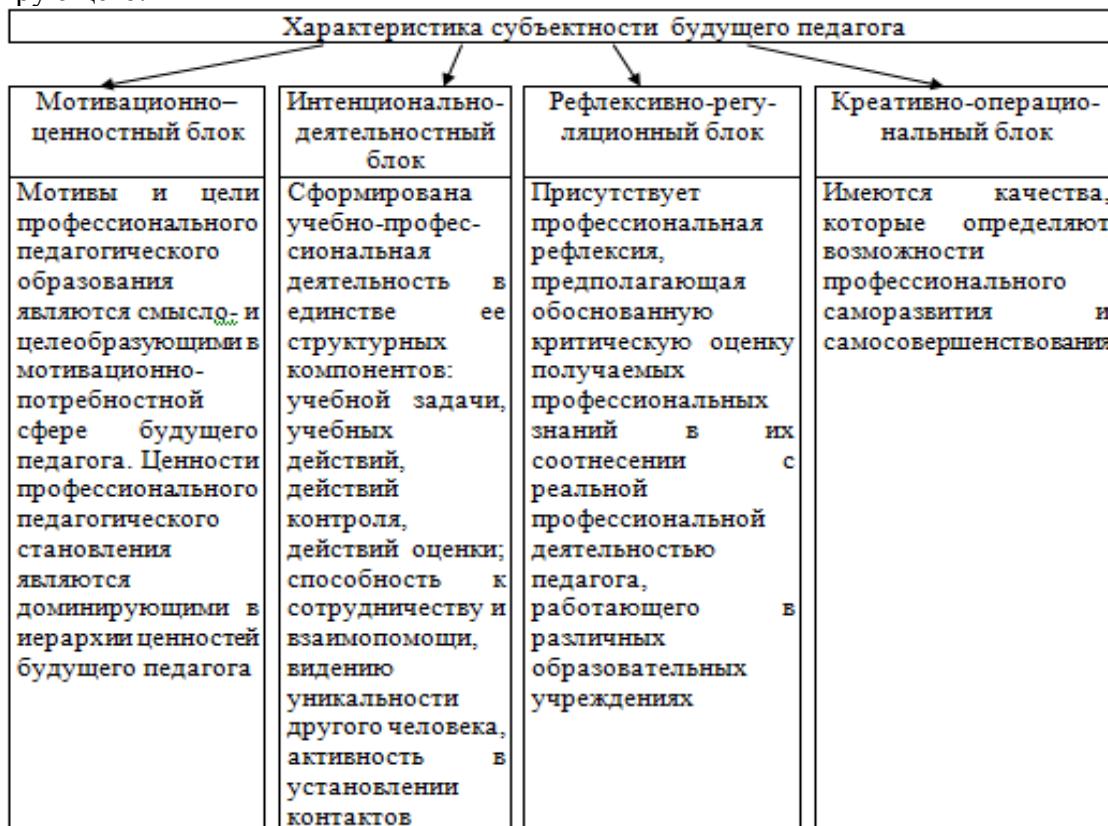 Характеристика субъектности будущего педагога
Мотивационно–
ценностный блок
Мотивы и цели
профессионального
педагогического
образования
являются смысло- и
целеобразующими в
мотивационно-
потребностной
сфере будущего
педагога. Ценности
профессионального
педагогического
становления
являются
доминирующими в
иерархии ценностей
будущего педагога
Интенционально-
деятельностный
блок
Сформирована
учебно-профес-
сиональная
деятельность в
единстве ее
структурных
компонентов:
учебной задачи,
учебных
действий,
действий
контроля,
действий оценки;
способность к
сотрудничеству и
взаимопомощи,
видению
уникальности
другого человека,
активность в
установлении
контактов
Рефлексивно-регу-
ляционный блок
Присутствует
профессиональная
рефлексия,
предполагающая
обоснованную
критическую оценку
получаемых
профессиональных
знаний в их
соотнесении с
реальной
профессиональной
деятельностью
педагога,
работающего в
различных
образовательных
учреждениях
Креативно-операцио-
нальный блок
Имеются качества,
которые определяют
возможности
профессионального
саморазвития и
самосовершенствования